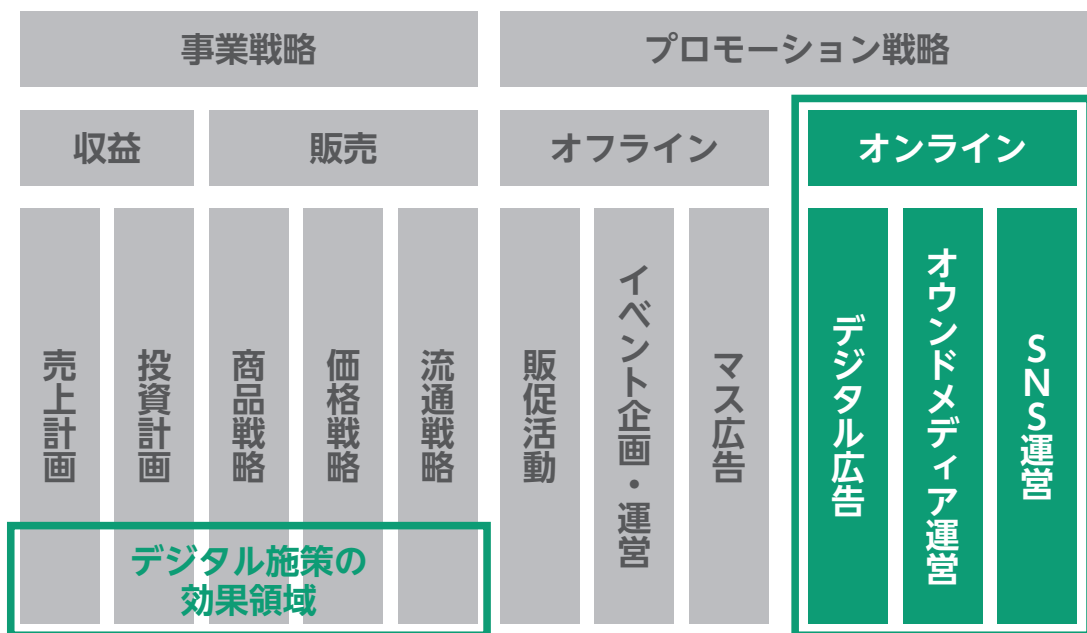 事業戦略
プロモーション戦略
収益
販売
オフライン
オンライン
売上計画
投資計画
商品戦略
価格戦略
流通戦略
販促活動
イベント企画・運営
マス広告
デジタル広告
オウンドメディア運営
SNS運営
デジタル施策の
効果領域